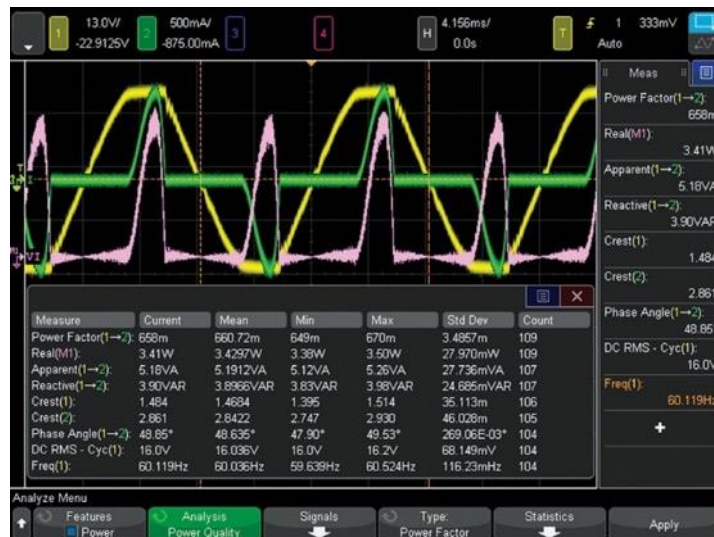 1 13.0V/ 2 500mA/ 3 4 H 4.156ms/ T 1 333mV
-22.9125V -875.00mA 0.0s Auto
Meas
Power Factor(1→2):
658m
Real(M1):
3.41W
Apparent(1→2):
5.18VA
Reactive(1→2):
3.90VAR
Crest(1):
1.484
Crest(2):
2.861
Phase Angle(1→2):
48.85
DC RMS - Cyc(1):
16.0V
Freq(1):
60.119Hz
+
Measure Current Mean Min Max Std Dev Count
Power Factor(1→2): 658m 660.72m 649m 670m 3.4857m 109
Real(M1): 3.41W 3.4297W 3.38W 3.50W 27.970mW 109
Apparent(1→2): 5.18VA 5.1912VA 5.12VA 5.26VA 27.736mVA 107
Reactive(1→2): 3.90VAR 3.8966VAR 3.83VAR 3.98VAR 24.685mVAR 107
Crest(1): 1.484 1.4684 1.395 1.514 35.113m 106
Crest(2): 2.861 2.8422 2.747 2.930 46.028m 105
Phase Angle(1→2): 48.85° 48.635° 47.90° 49.53° 269.06E-03° 104
DC RMS - Cyc(1): 16.0V 16.036V 16.0V 16.2V 68.149mV 104
Freq(1): 60.119Hz 60.036Hz 59.639Hz 60.524Hz 116.23mHz 104
Analyze Menu
Features Analysis Signals Type: Statistics Apply
Power Power Quality Power Factor